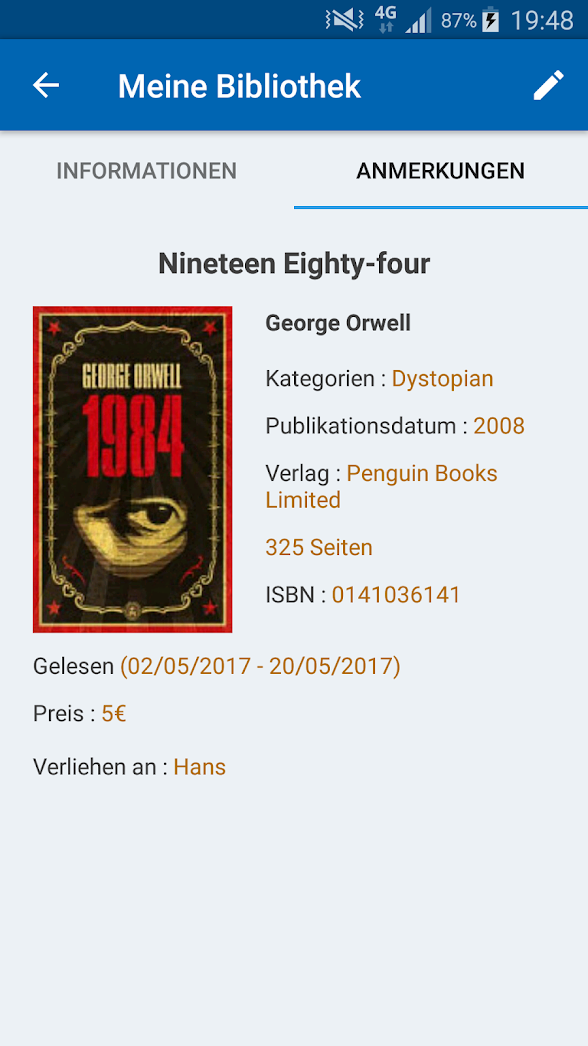 4G 87% 19:48
Meine Bibliothek
INFORMATIONEN ANMERKUNGEN
Nineteen Eighty-four
GEORGE ORWELL
1984
George Orwell
Kategorien : Dystopian
Publikationsdatum : 2008
Verlag : Penguin Books
Limited
325 Seiten
ISBN : 0141036141
Gelesen (02/05/2017 - 20/05/2017)
Preis : 5€
Verliehen an : Hans